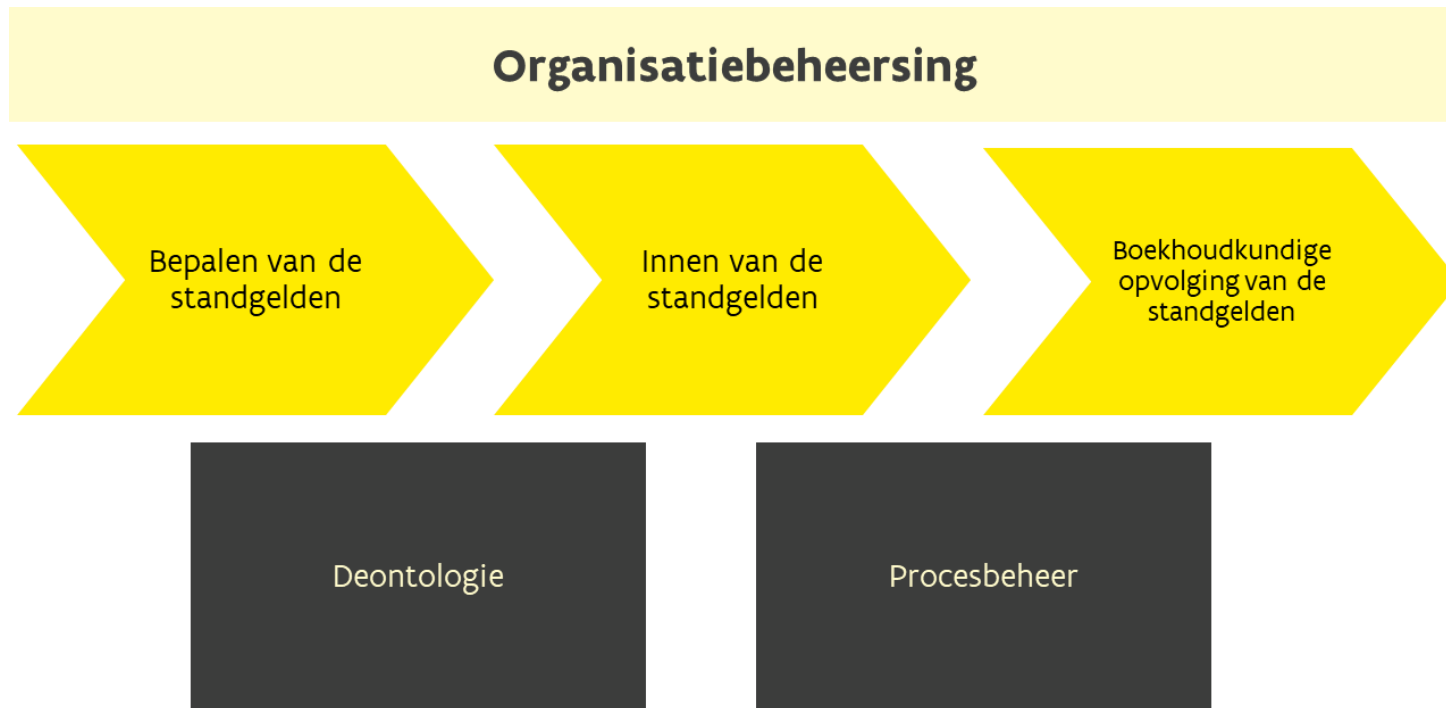 Organisatiebeheersing
Bepalen van de
standgelden
Innen van de
standgelden
Boekhoudkundige
opvolging van de
standgelden
Deontologie
Procesbeheer